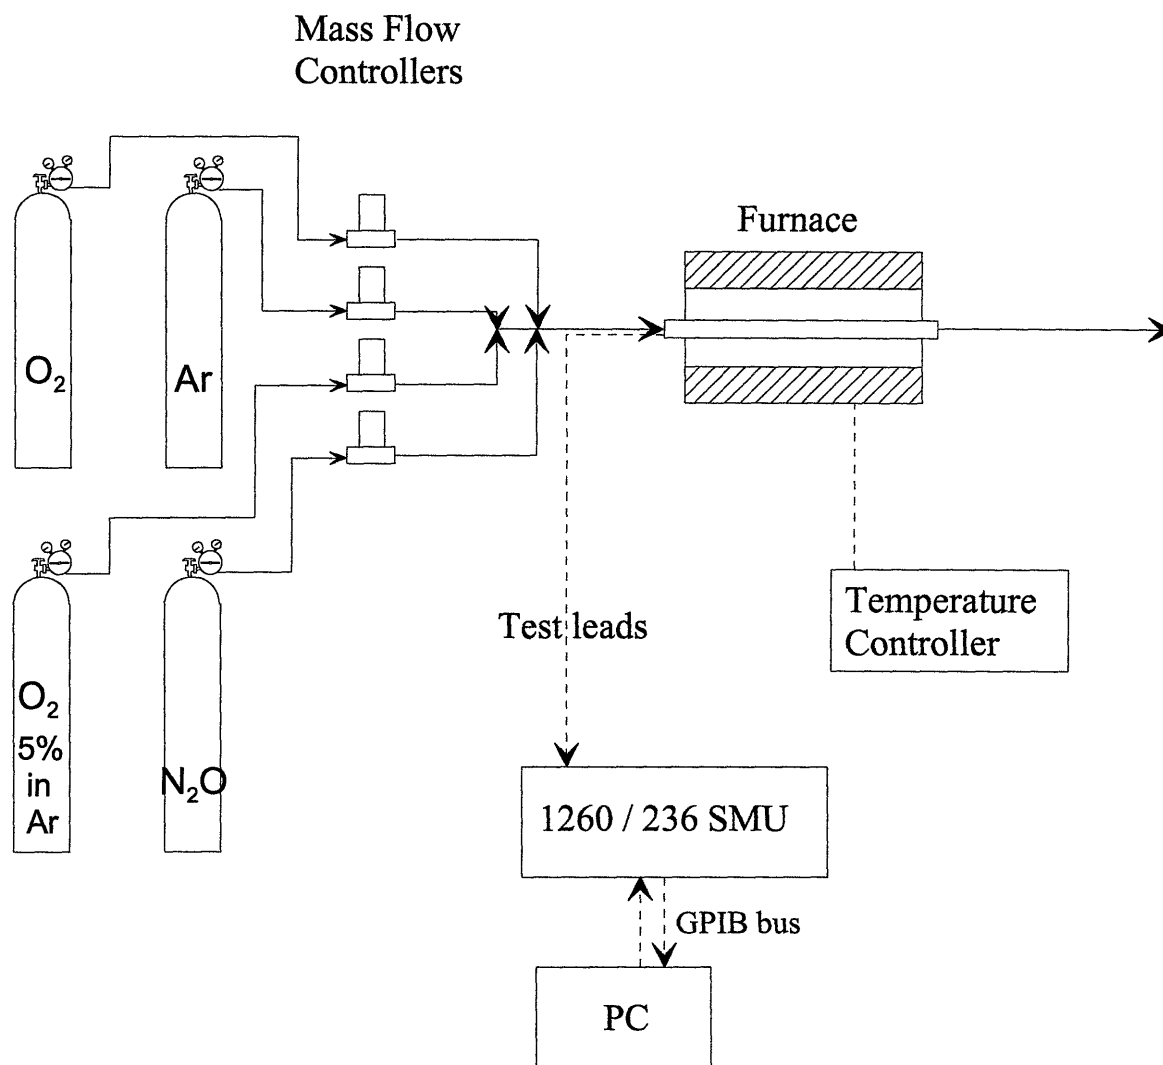 Mass Flow
Controllers
Furnace
O₂
Ar
Temperature
Controller
Test leads
O₂
5%
in
Ar
N₂O
1260 / 236 SMU
GPIB bus
PC